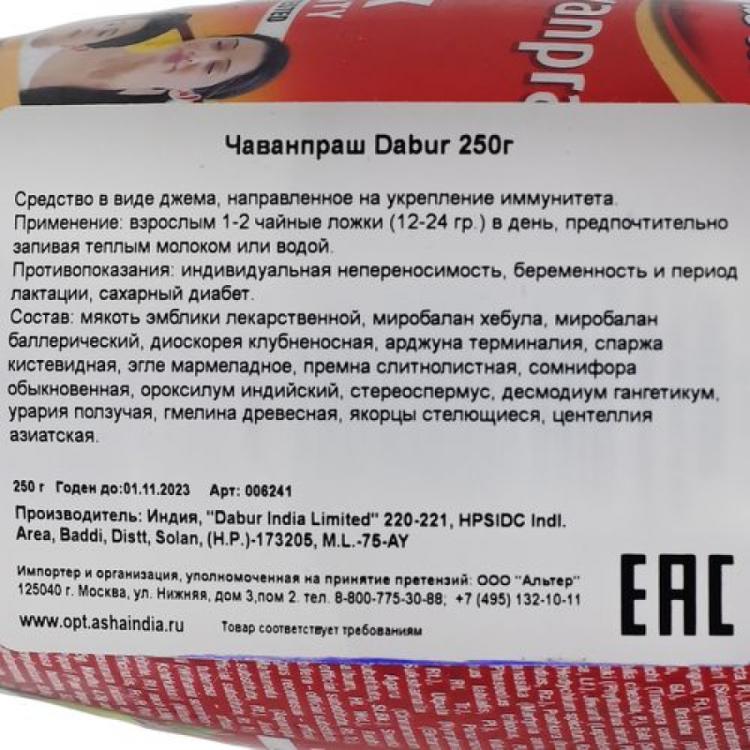 TESTED
Чаванпраш Dabur 250г
Средство в виде джема, направленное на укрепление иммунитета.
Применение: взрослым 1-2 чайные ложки (12-24 гр.) в день, предпочтительно
запивая теплым молоком или водой.
Противопоказания: индивидуальная непереносимость, беременность и период
лактации, сахарный диабет.
Состав: мякоть эмблики лекарственной, миробалан хебула, миробалан
баллерический, диоскорея клубненосная, арджуна терминалия, спаржа
кистевидная, эгле мармеладное, премна слитнолистная, сомнифора
обыкновенная, ороксилум индийский, стереоспермус, десмодиум гангетикум,
урария ползучая, гмелина древесная, якорцы стелющиеся, центеллия
азиатская.
250 г Годен до:01.11.2023 Арт: 006241
Производитель: Индия, "Dabur India Limited" 220-221, HPSIDC Indl.
Area, Baddi, Distt, Solan, (H.P.)-173205, M.L.-75-AY
Импортер и организация, уполномоченная на принятие претензий: ООО "Альтер"
125040 г. Москва, ул. Нижняя, дом 3,пом 2. тел. 8-800-775-30-88; +7 (495) 132-10-11
www.opt.ashaindia.ru Товар соответствует требованиям
EAC